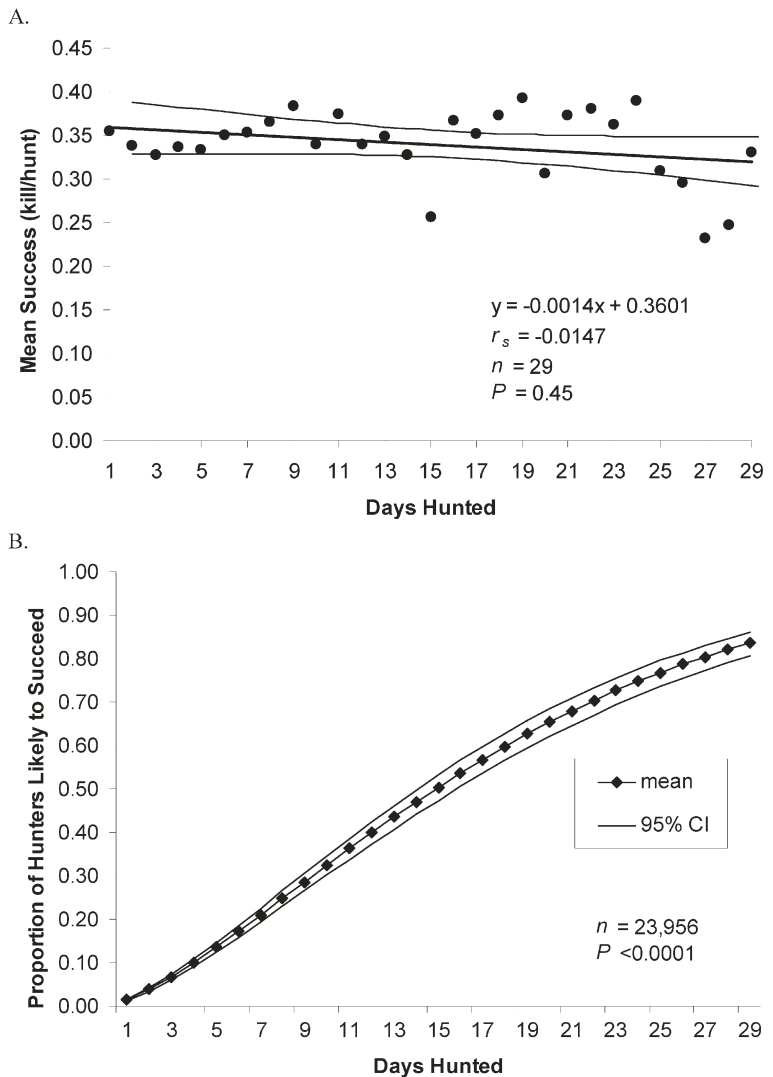 A.
0.45
0.40
0.35
0.30
0.25
0.20
0.15
0.10
0.05
0.00
Mean Success (kill/hunt)
y = -0.0014x + 0.3601
rs = -0.0147
n = 29
P = 0.45
1 3 5 7 9 11 13 15 17 19 21 23 25 27 29
Days Hunted
B.
1.00
0.90
0.80
0.70
0.60
0.50
0.40
0.30
0.20
0.10
0.00
Proportion of Hunters Likely to Succeed
mean
95% CI
n = 23,956
P <0.0001
1 3 5 7 9 11 13 15 17 19 21 23 25 27 29
Days Hunted